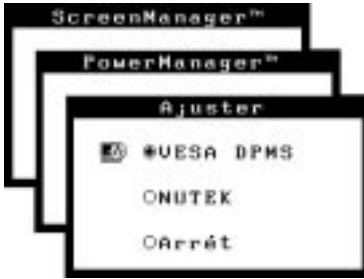 ScreenManager™
PowerManager™
Ajuster
VESA DPMS
NUTEK
Arrêt